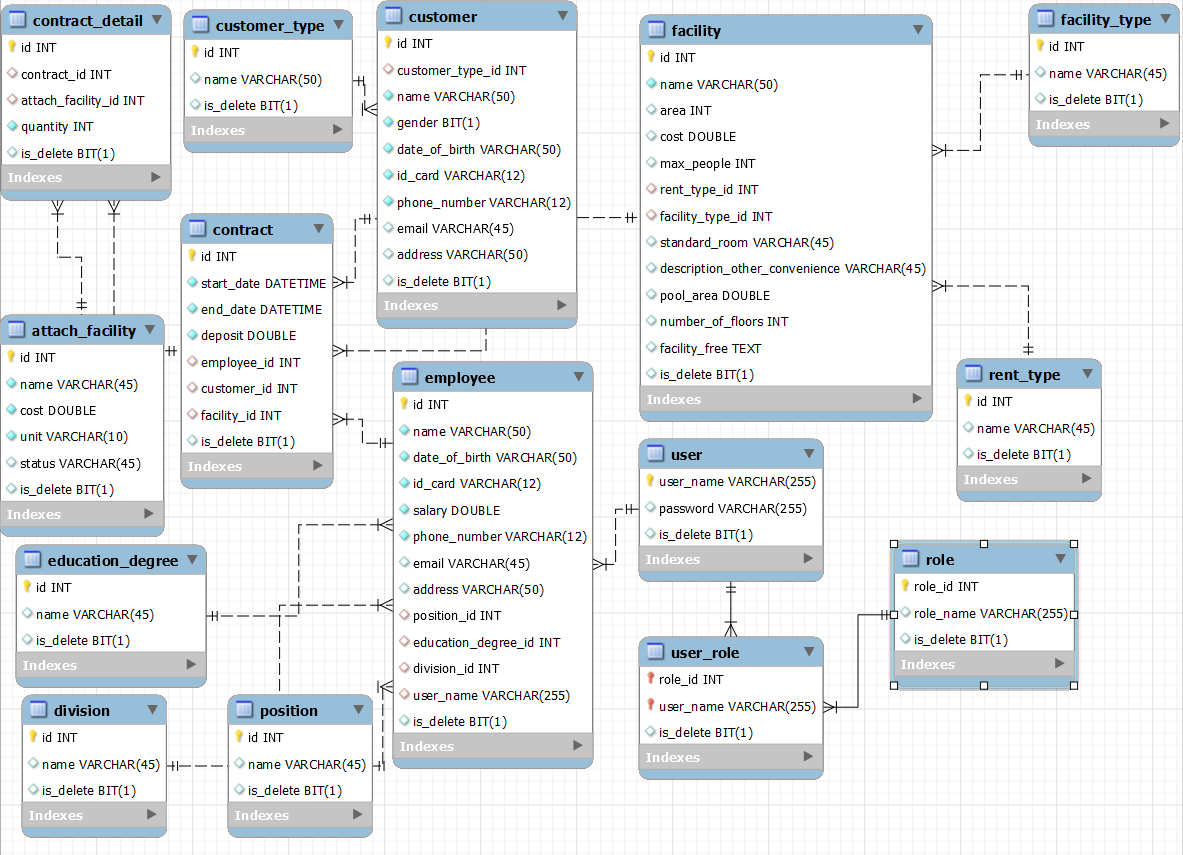 contract_detail
id INT
contract_id INT
attach_facility_id INT
quantity INT
is_delete BIT(1)
Indexes
customer_type
id INT
name VARCHAR(50)
is_delete BIT(1)
Indexes
customer
id INT
customer_type_id INT
name VARCHAR(50)
gender BIT(1)
date_of_birth VARCHAR(50)
id_card VARCHAR(12)
phone_number VARCHAR(12)
email VARCHAR(45)
address VARCHAR(50)
is_delete BIT(1)
Indexes
facility
id INT
name VARCHAR(50)
area INT
cost DOUBLE
max_people INT
rent_type_id INT
facility_type_id INT
standard_room VARCHAR(45)
description_other_convenience VARCHAR(45)
pool_area DOUBLE
number_of_floors INT
facility_free TEXT
is_delete BIT(1)
Indexes
facility_type
id INT
name VARCHAR(45)
is_delete BIT(1)
Indexes
contract
id INT
start_date DATETIME
end_date DATETIME
deposit DOUBLE
employee_id INT
customer_id INT
facility_id INT
is_delete BIT(1)
Indexes
attach_facility
id INT
name VARCHAR(45)
cost DOUBLE
unit VARCHAR(10)
status VARCHAR(45)
is_delete BIT(1)
Indexes
employee
id INT
name VARCHAR(50)
date_of_birth VARCHAR(50)
id_card VARCHAR(12)
salary DOUBLE
phone_number VARCHAR(12)
email VARCHAR(45)
address VARCHAR(50)
position_id INT
education_degree_id INT
division_id INT
user_name VARCHAR(255)
is_delete BIT(1)
Indexes
rent_type
id INT
name VARCHAR(45)
is_delete BIT(1)
Indexes
user
user_name VARCHAR(255)
password VARCHAR(255)
is_delete BIT(1)
Indexes
education_degree
id INT
name VARCHAR(45)
is_delete BIT(1)
Indexes
role
role_id INT
role_name VARCHAR(255)
is_delete BIT(1)
Indexes
user_role
role_id INT
user_name VARCHAR(255)
is_delete BIT(1)
Indexes
division
id INT
name VARCHAR(45)
is_delete BIT(1)
Indexes
position
id INT
name VARCHAR(45)
is_delete BIT(1)
Indexes